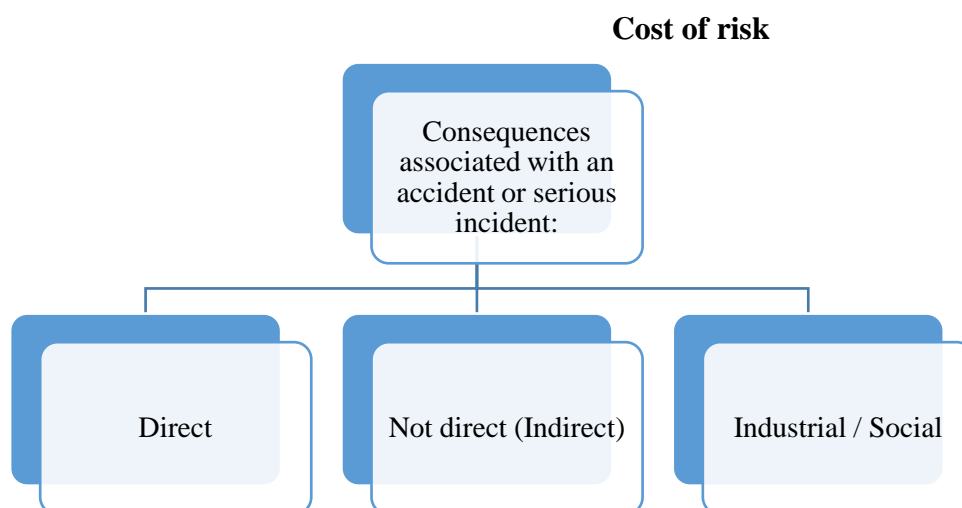 Cost of risk
Consequences
associated with an
accident or serious
incident:
Direct
Not direct (Indirect)
Industrial / Social